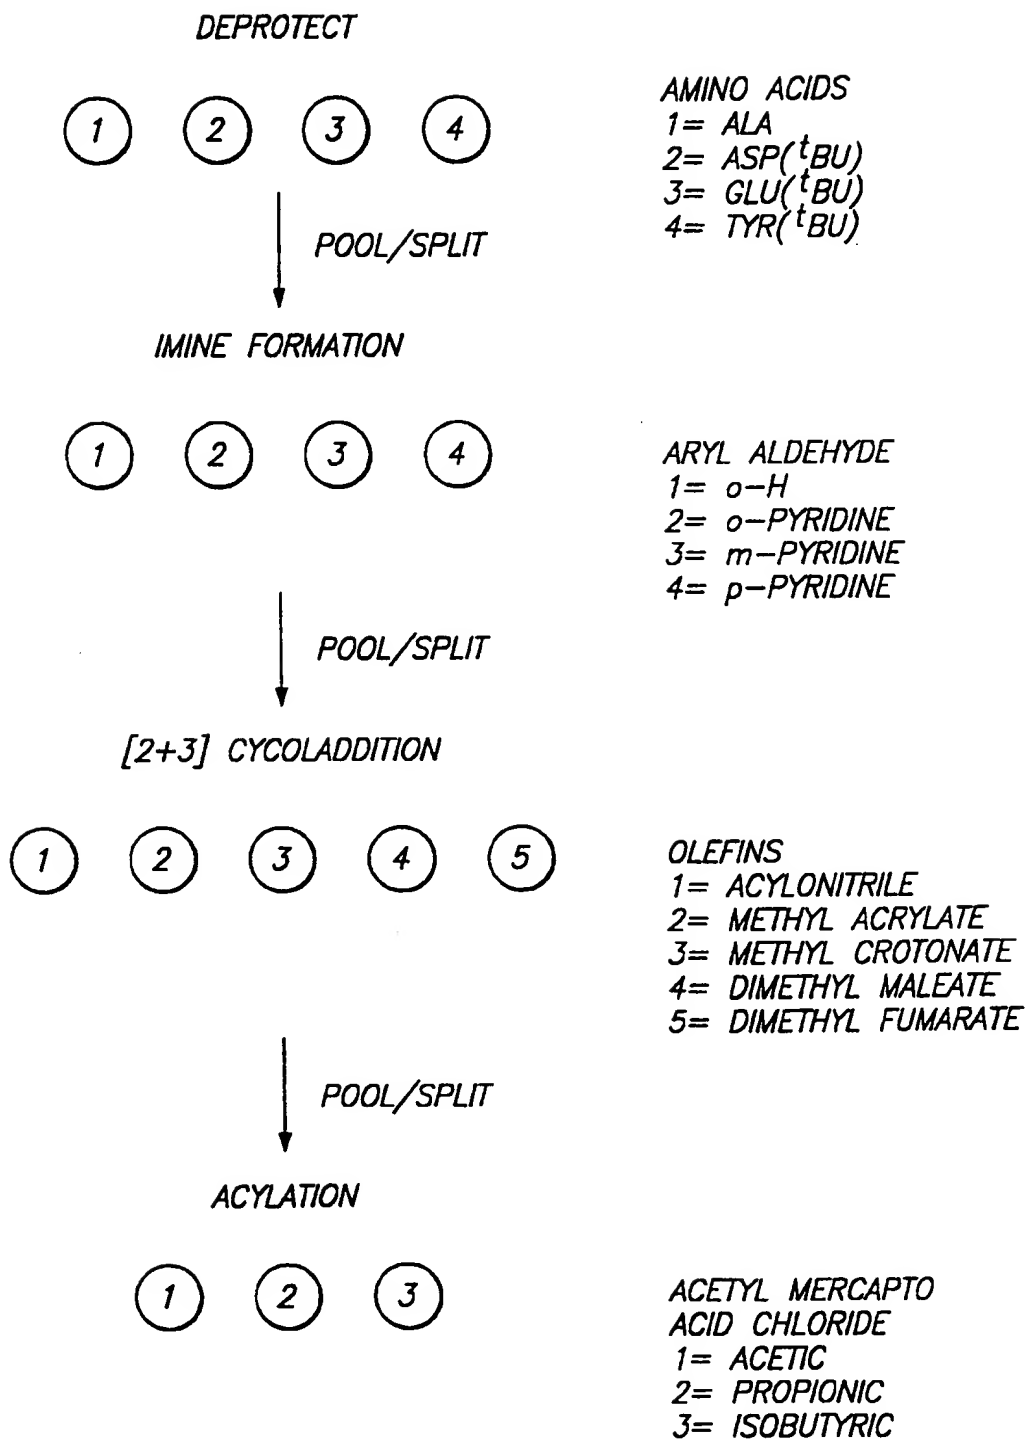 DEPROTECT
1 2 3 4
AMINO ACIDS
1= ALA
2= ASP(tBU)
3= GLU(tBU)
4= TYR(tBU)
POOL/SPLIT
IMINE FORMATION
1 2 3 4
ARYL ALDEHYDE
1= o-H
2= o-PYRIDINE
3= m-PYRIDINE
4= p-PYRIDINE
POOL/SPLIT
[2+3] CYCOLADDITION
1 2 3 4 5
OLEFINS
1= ACYLONITRILE
2= METHYL ACRYLATE
3= METHYL CROTONATE
4= DIMETHYL MALEATE
5= DIMETHYL FUMARATE
POOL/SPLIT
ACYLATION
1 2 3
ACETYL MERCAPTO
ACID CHLORIDE
1= ACETIC
2= PROPIONIC
3= ISOBUTYRIC